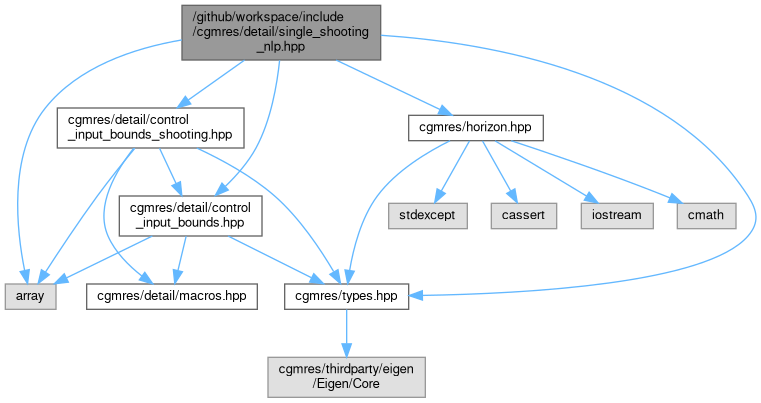 /github/workspace/include
/cgmres/detail/single_shooting
_nlp.hpp
cgmres/detail/control
_input_bounds_shooting.hpp
cgmres/horizon.hpp
cgmres/detail/control
_input_bounds.hpp
stdexcept
cassert
iostream
cmath
array
cgmres/detail/macros.hpp
cgmres/types.hpp
cgmres/thirdparty/eigen
/Eigen/Core